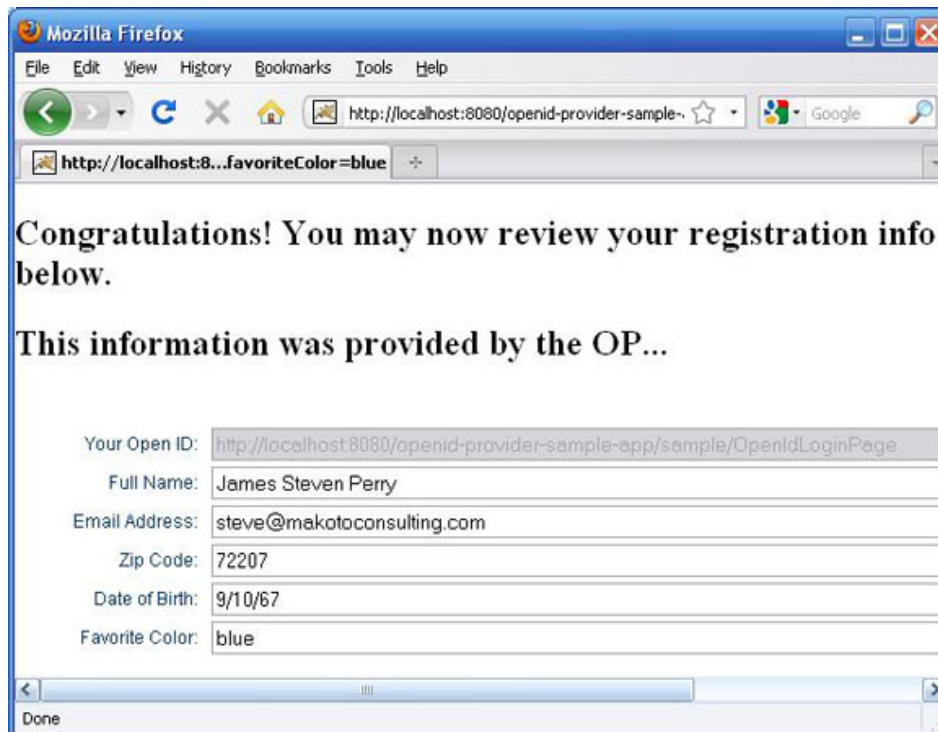 Mozilla Firefox
File Edit View History Bookmarks Tools Help
http://localhost:8080/openid-provider-sample-
Google
http://localhost:8...favoriteColor=blue
Congratulations! You may now review your registration info
below.
This information was provided by the OP...
Your Open ID: http://localhost:8080/openid-provider-sample-app/sample/OpenIdLoginPage
Full Name: James Steven Perry
Email Address: steve@makotoconsulting.com
Zip Code: 72207
Date of Birth: 9/10/67
Favorite Color: blue
Done